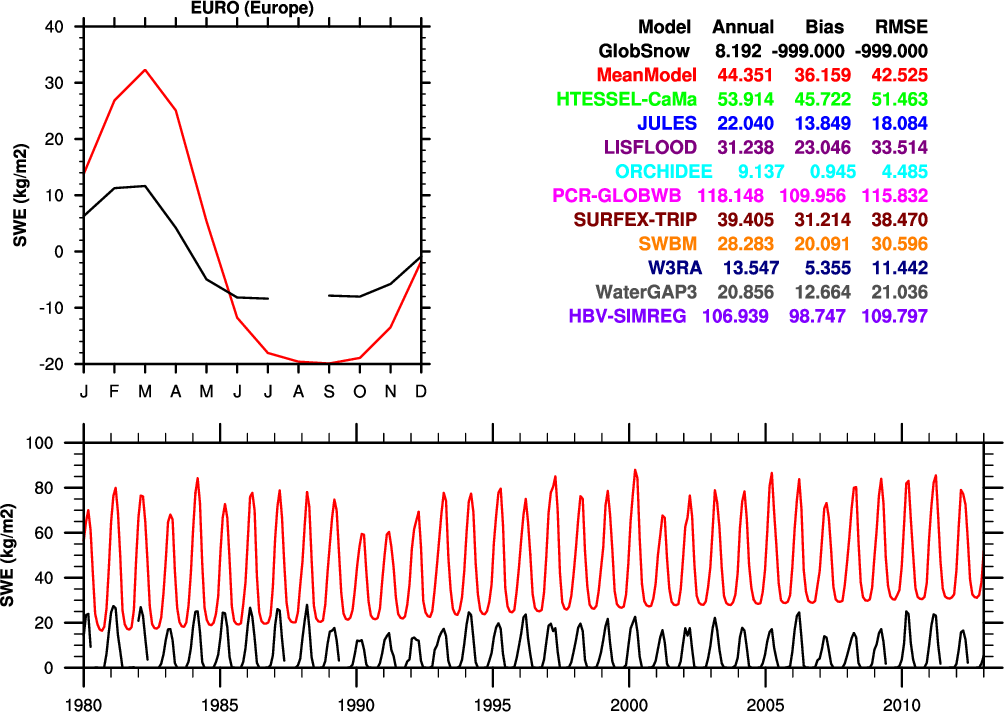 EURO (Europe)
40
30
20
10
0
-10
-20
SWE (kg/m2)
J F M A M J J A S O N D
Model Annual Bias RMSE
GlobSnow 8.192 -999.000 -999.000
MeanModel 44.351 36.159 42.525
HTESSEL-CaMa 53.914 45.722 51.463
JULES 22.040 13.849 18.084
LISFLOOD 31.238 23.046 33.514
ORCHIDEE 9.137 0.945 4.485
PCR-GLOBWB 118.148 109.956 115.832
SURFEX-TRIP 39.405 31.214 38.470
SWBM 28.283 20.091 30.596
W3RA 13.547 5.355 11.442
WaterGAP3 20.856 12.664 21.036
HBV-SIMREG 106.939 98.747 109.797
100
80
60
40
20
0
SWE (kg/m2)
1980 1985 1990 1995 2000 2005 2010